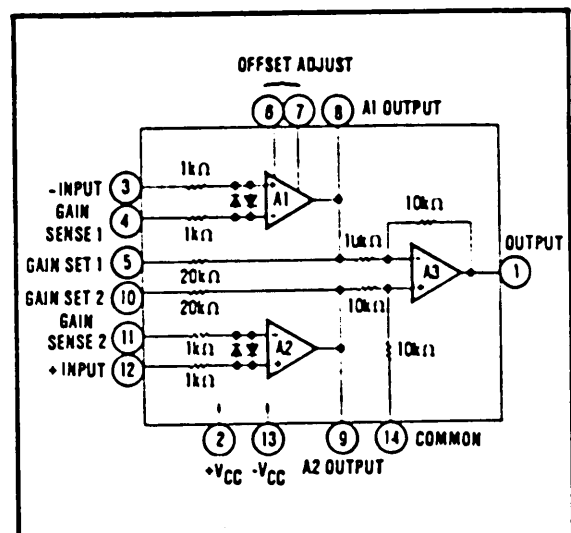 OFFSET ADJUST
6 7 8 A1 OUTPUT
1kΩ
-INPUT 3
+ A1 -
10kΩ
GAIN SENSE 1 4
1kΩ
10kΩ
OUTPUT
GAIN SET 1 5
- A3 +
1
20kΩ
GAIN SET 2 10
20kΩ
10kΩ
GAIN SENSE 2 11
1kΩ
- A2 +
10kΩ
+INPUT 12
1kΩ
2 13 9 14 COMMON
+VCC -VCC A2 OUTPUT